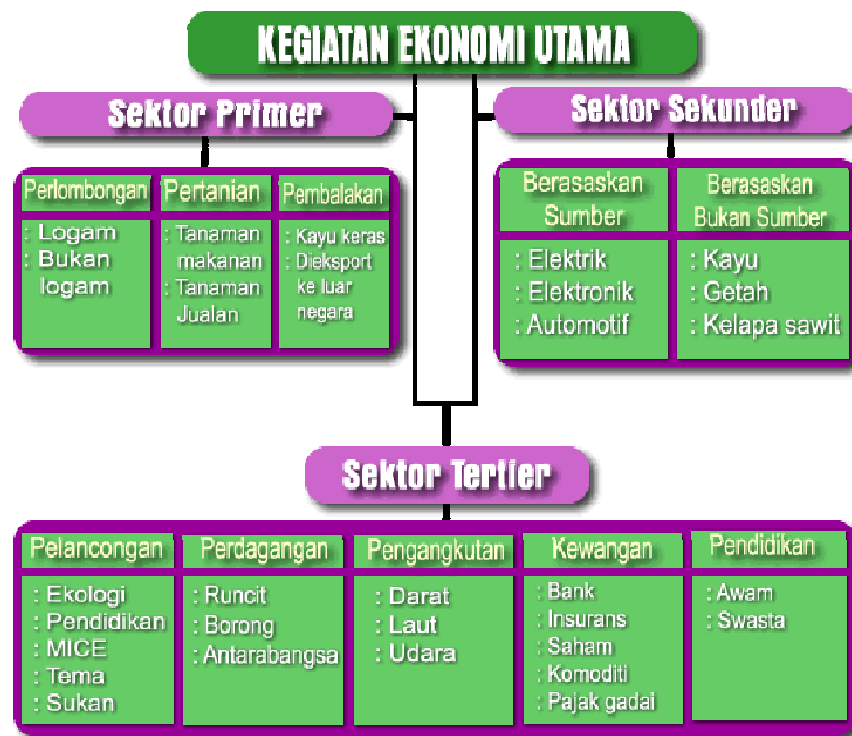 KEGIATAN EKONOMI UTAMA
Sektor Primer
Perlombongan
: Logam
: Bukan
logam
Pertanian
: Tanaman
makanan
: Tanaman
Jualan
Pembalakan
: Kayu keras
: Dieksport
ke luar
negara
Sektor Sekunder
Berasaskan
Sumber
: Elektrik
: Elektronik
: Automotif
Berasaskan
Bukan Sumber
: Kayu
: Getah
: Kelapa sawit
Sektor Tertier
Pelancongan
: Ekologi
: Pendidikan
: MICE
: Tema
: Sukan
Perdagangan
: Runcit
: Borong
: Antarabangsa
Pengangkutan
: Darat
: Laut
: Udara
Kewangan
: Bank
: Insurans
: Saham
: Komoditi
: Pajak gadai
Pendidikan
: Awam
: Swasta